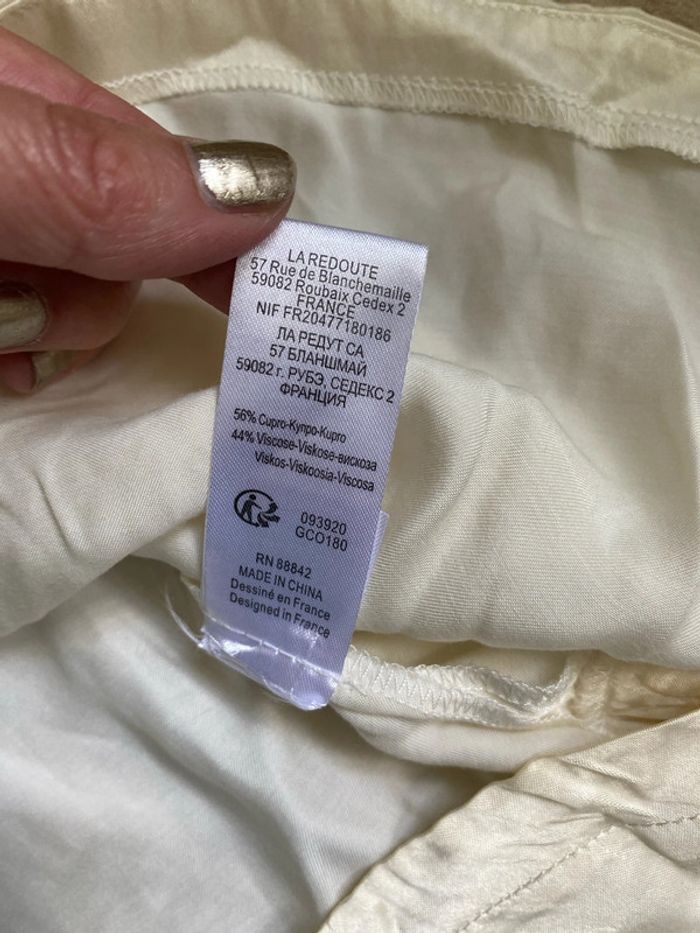 LA REDOUTE
57 Rue de Blanchemaille
59082 Roubaix Cedex 2
FRANCE
NIF FR20477180186
ЛА РЕДУТ СА
57 БЛАНШМАЙ
59082 г. РУБЭ, СЕДЕКС 2
ФРАНЦИЯ
56% Cupro-Купро-Kupro
44% Viscose-Viskose-вискоза
Viskos-Viskoosia-Viscosa
093920
GCO180
RN 88842
MADE IN CHINA
Dessiné en France
Designed in France